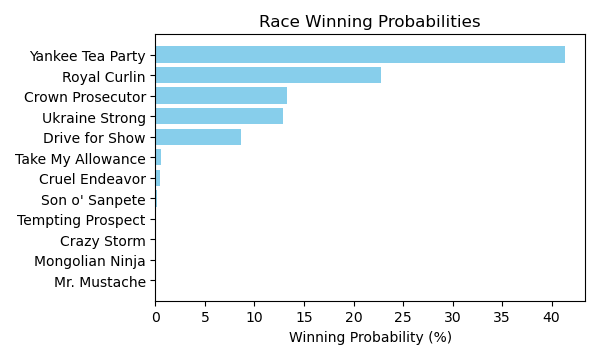 Race Winning Probabilities
Yankee Tea Party
Royal Curlin
Crown Prosecutor
Ukraine Strong
Drive for Show
Take My Allowance
Cruel Endeavor
Son o' Sanpete
Tempting Prospect
Crazy Storm
Mongolian Ninja
Mr. Mustache
0 5 10 15 20 25 30 35 40
Winning Probability (%)